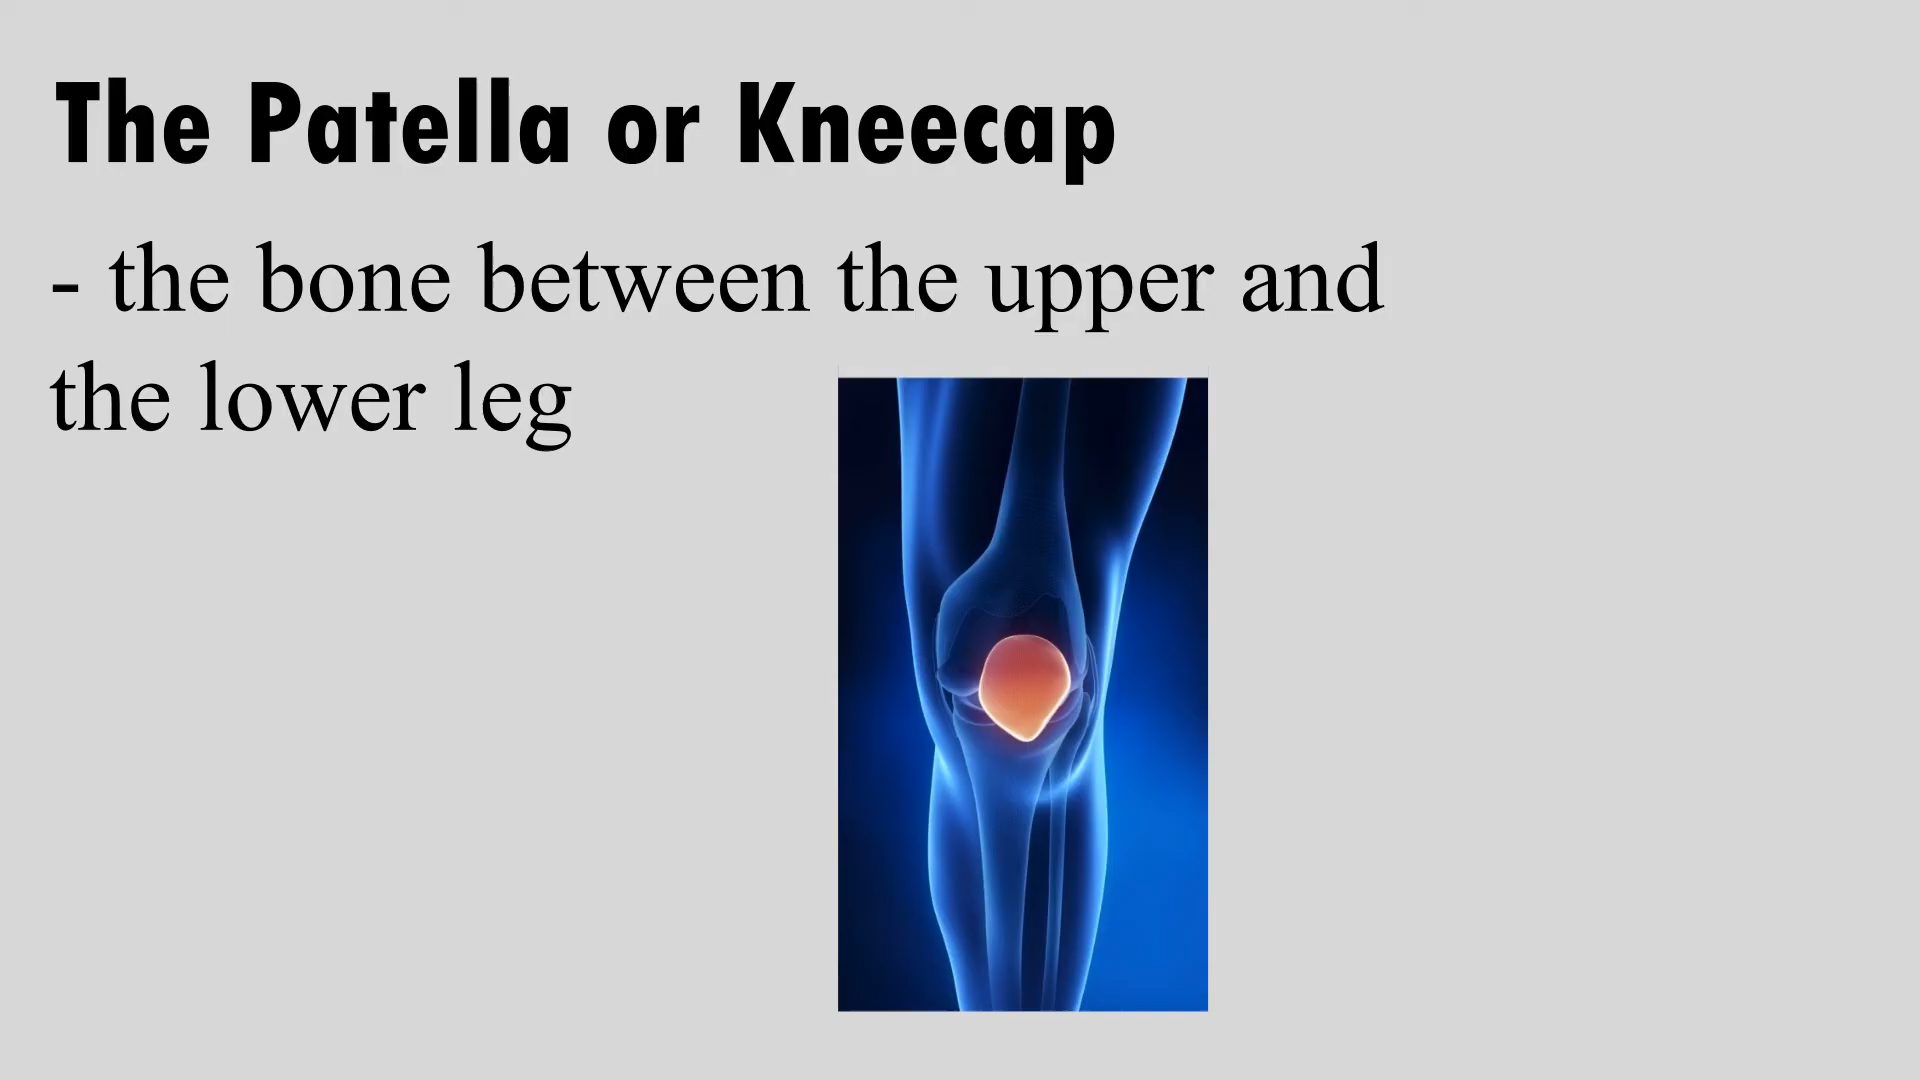 The Patella or Kneecap
- the bone between the upper and
the lower leg